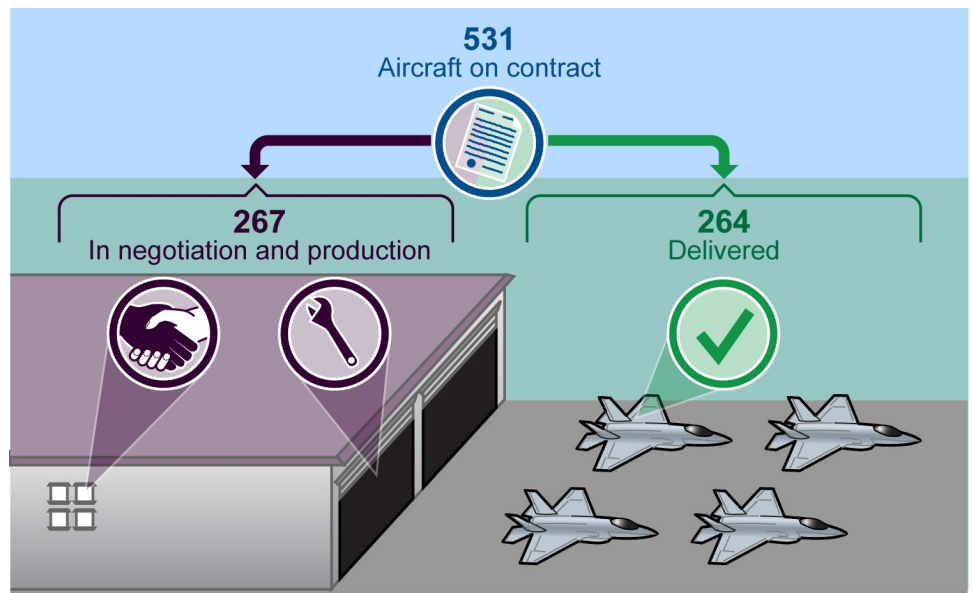 531
Aircraft on contract
267
In negotiation and production
264
Delivered